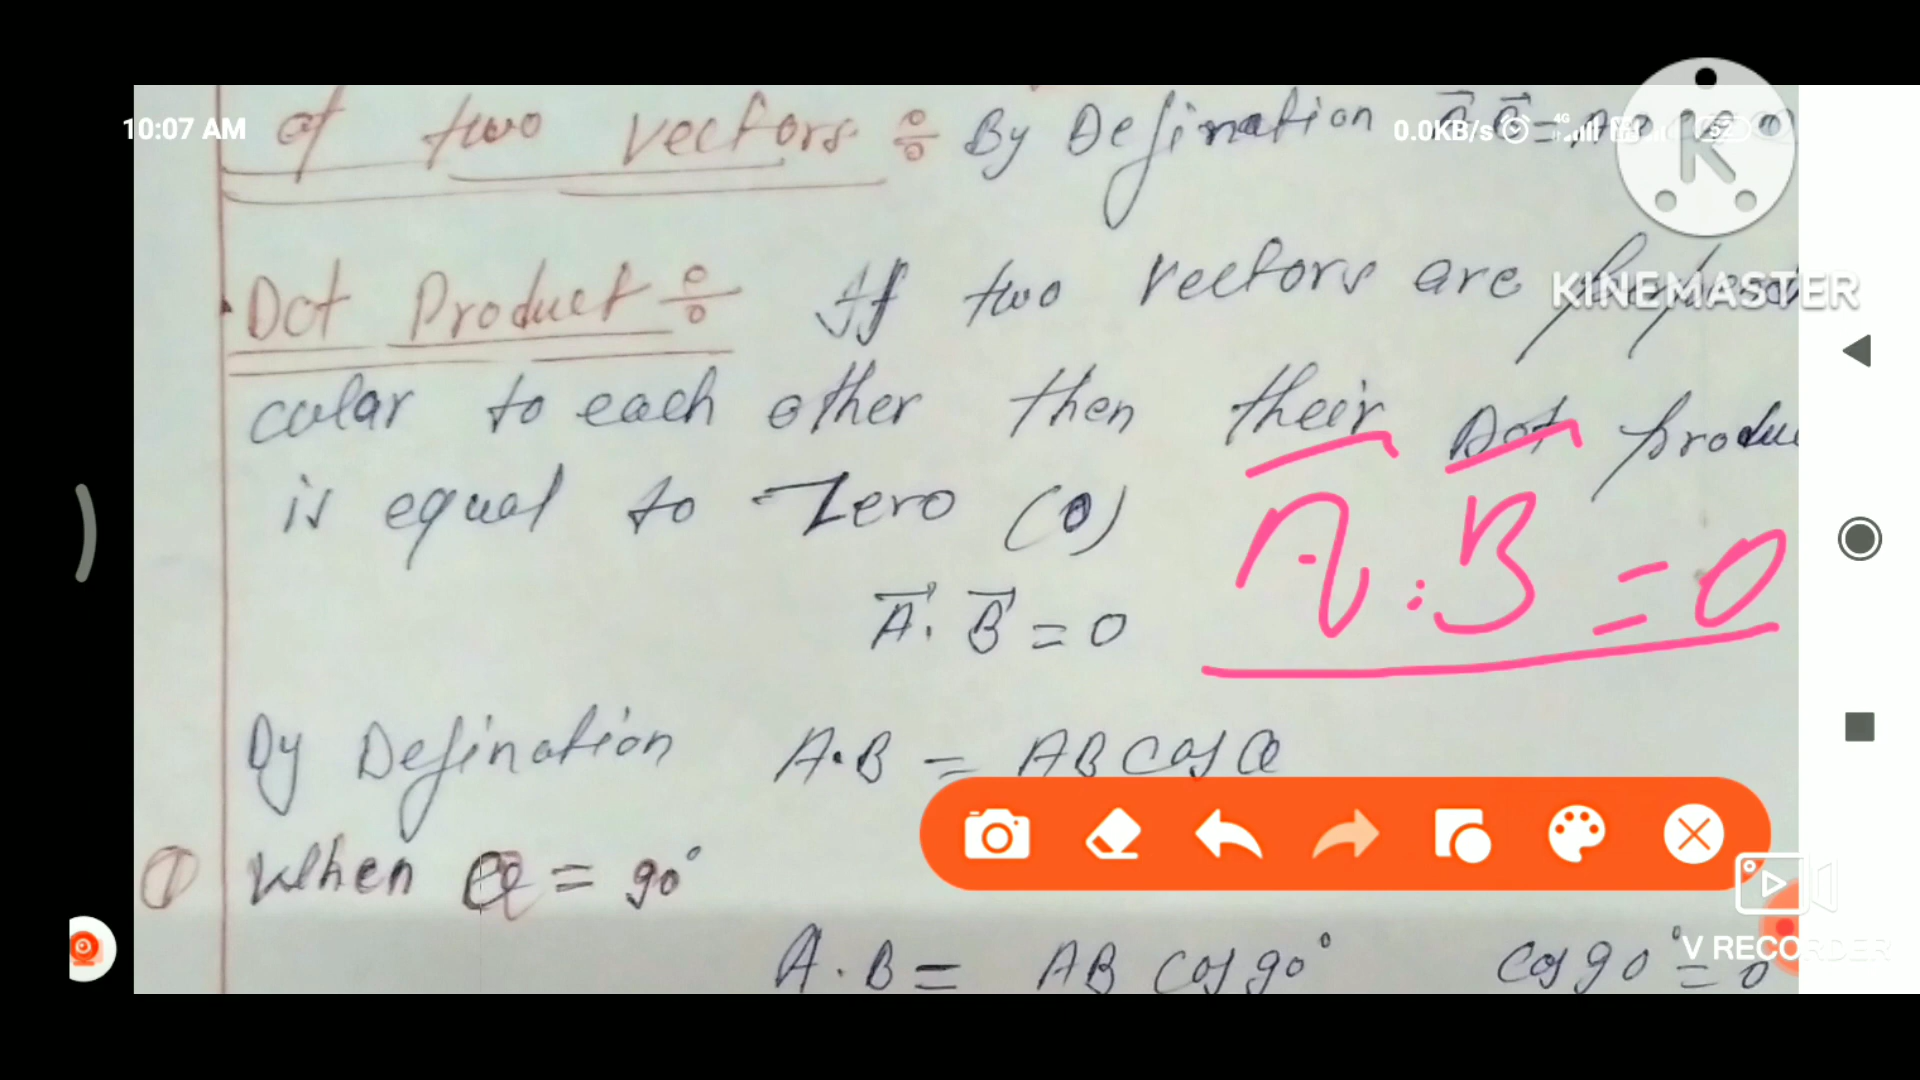 10:07 AM
0.0KB/s 4G 52
of two vectors ÷ By Defination A⃗.B⃗ =
KINEMASTER
Dot Product ÷ If two vectors are
cular to each other then their Dot produ
is equal to Zero (0)
A⃗. B⃗ = 0
A⃗.B⃗ = 0
By Defination A.B = AB Cos Q
① When Q = 90°
V RECORDER
A.B = AB Cos 90° Cos 90° = 0